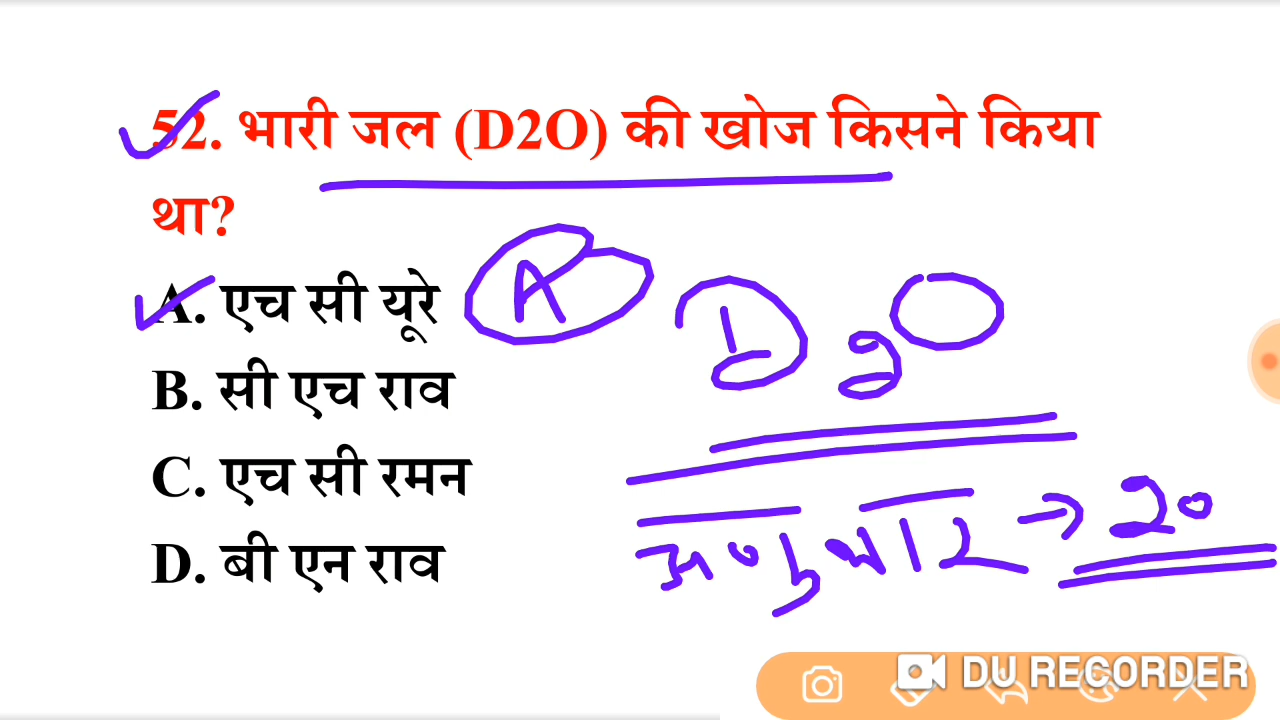 52. भारी जल (D2O) की खोज किसने किया
था?
A. एच सी यूरे
A
D2O
B. सी एच राव
C. एच सी रमन
अणुभार → 20
D. बी एन राव
DU RECORDER